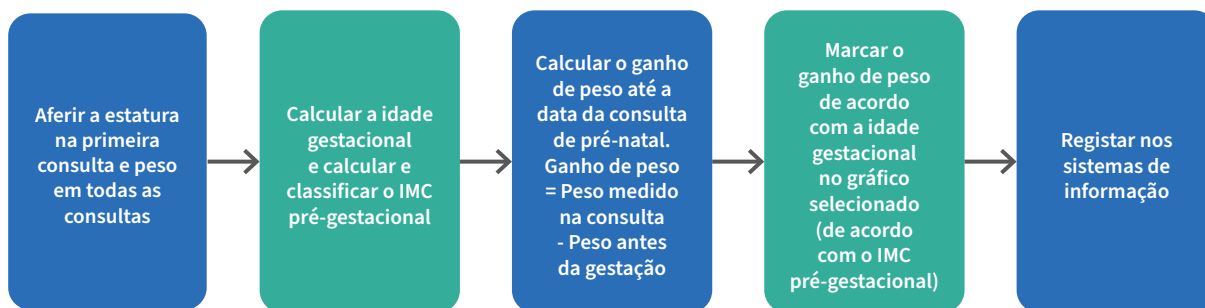 Aferir a estatura
na primeira
consulta e peso
em todas as
consultas
Calcular a idade
gestacional
e calcular e
classificar o IMC
pré-gestacional
Calcular o ganho
de peso até a
data da consulta
de pré-natal.
Ganho de peso
= Peso medido
na consulta
- Peso antes
da gestação
Marcar o
ganho de peso
de acordo
com a idade
gestacional
no gráfico
selecionado
(de acordo
com o IMC
pré-gestacional)
Registar nos
sistemas de
informação